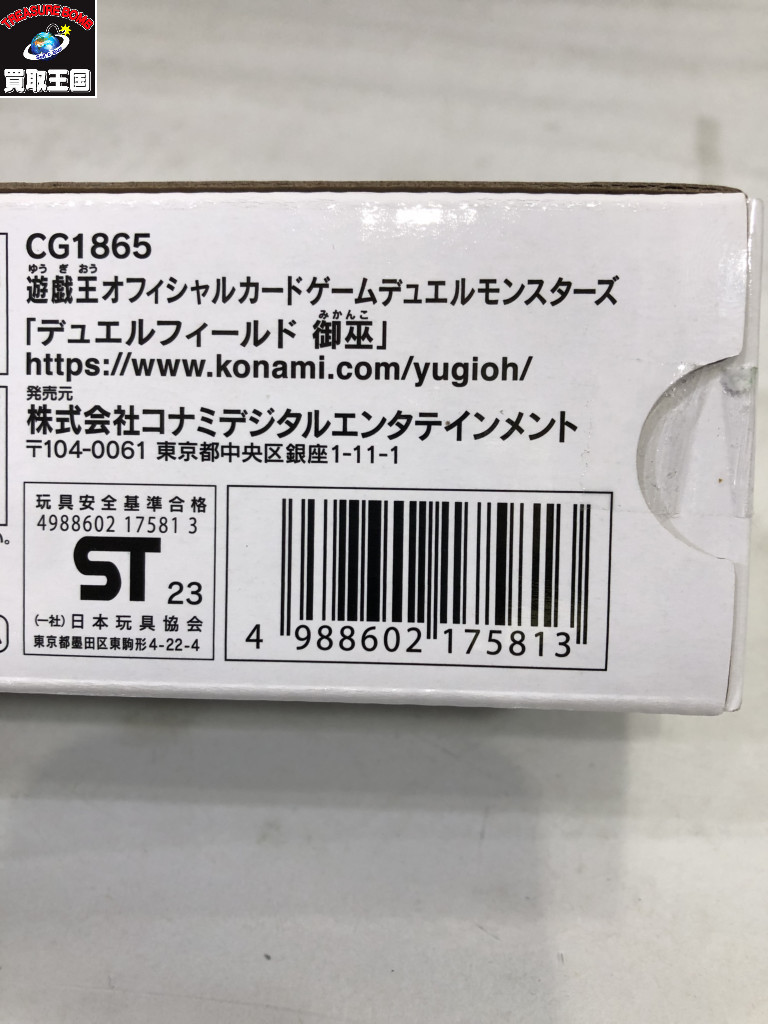 TREASURE BOMB
買取王国
CG1865
ゆう ぎ おう
遊戯王オフィシャルカードゲームデュエルモンスターズ
みかんこ
「デュエルフィールド 御巫」
https://www.konami.com/yugioh/
発売元
株式会社コナミデジタルエンタテインメント
〒104-0061 東京都中央区銀座1-11-1
玩具安全基準合格
4988602 17581 3
ST 23
(一社)日本玩具協会
東京都墨田区東駒形4-22-4
4 988602 175813
い。